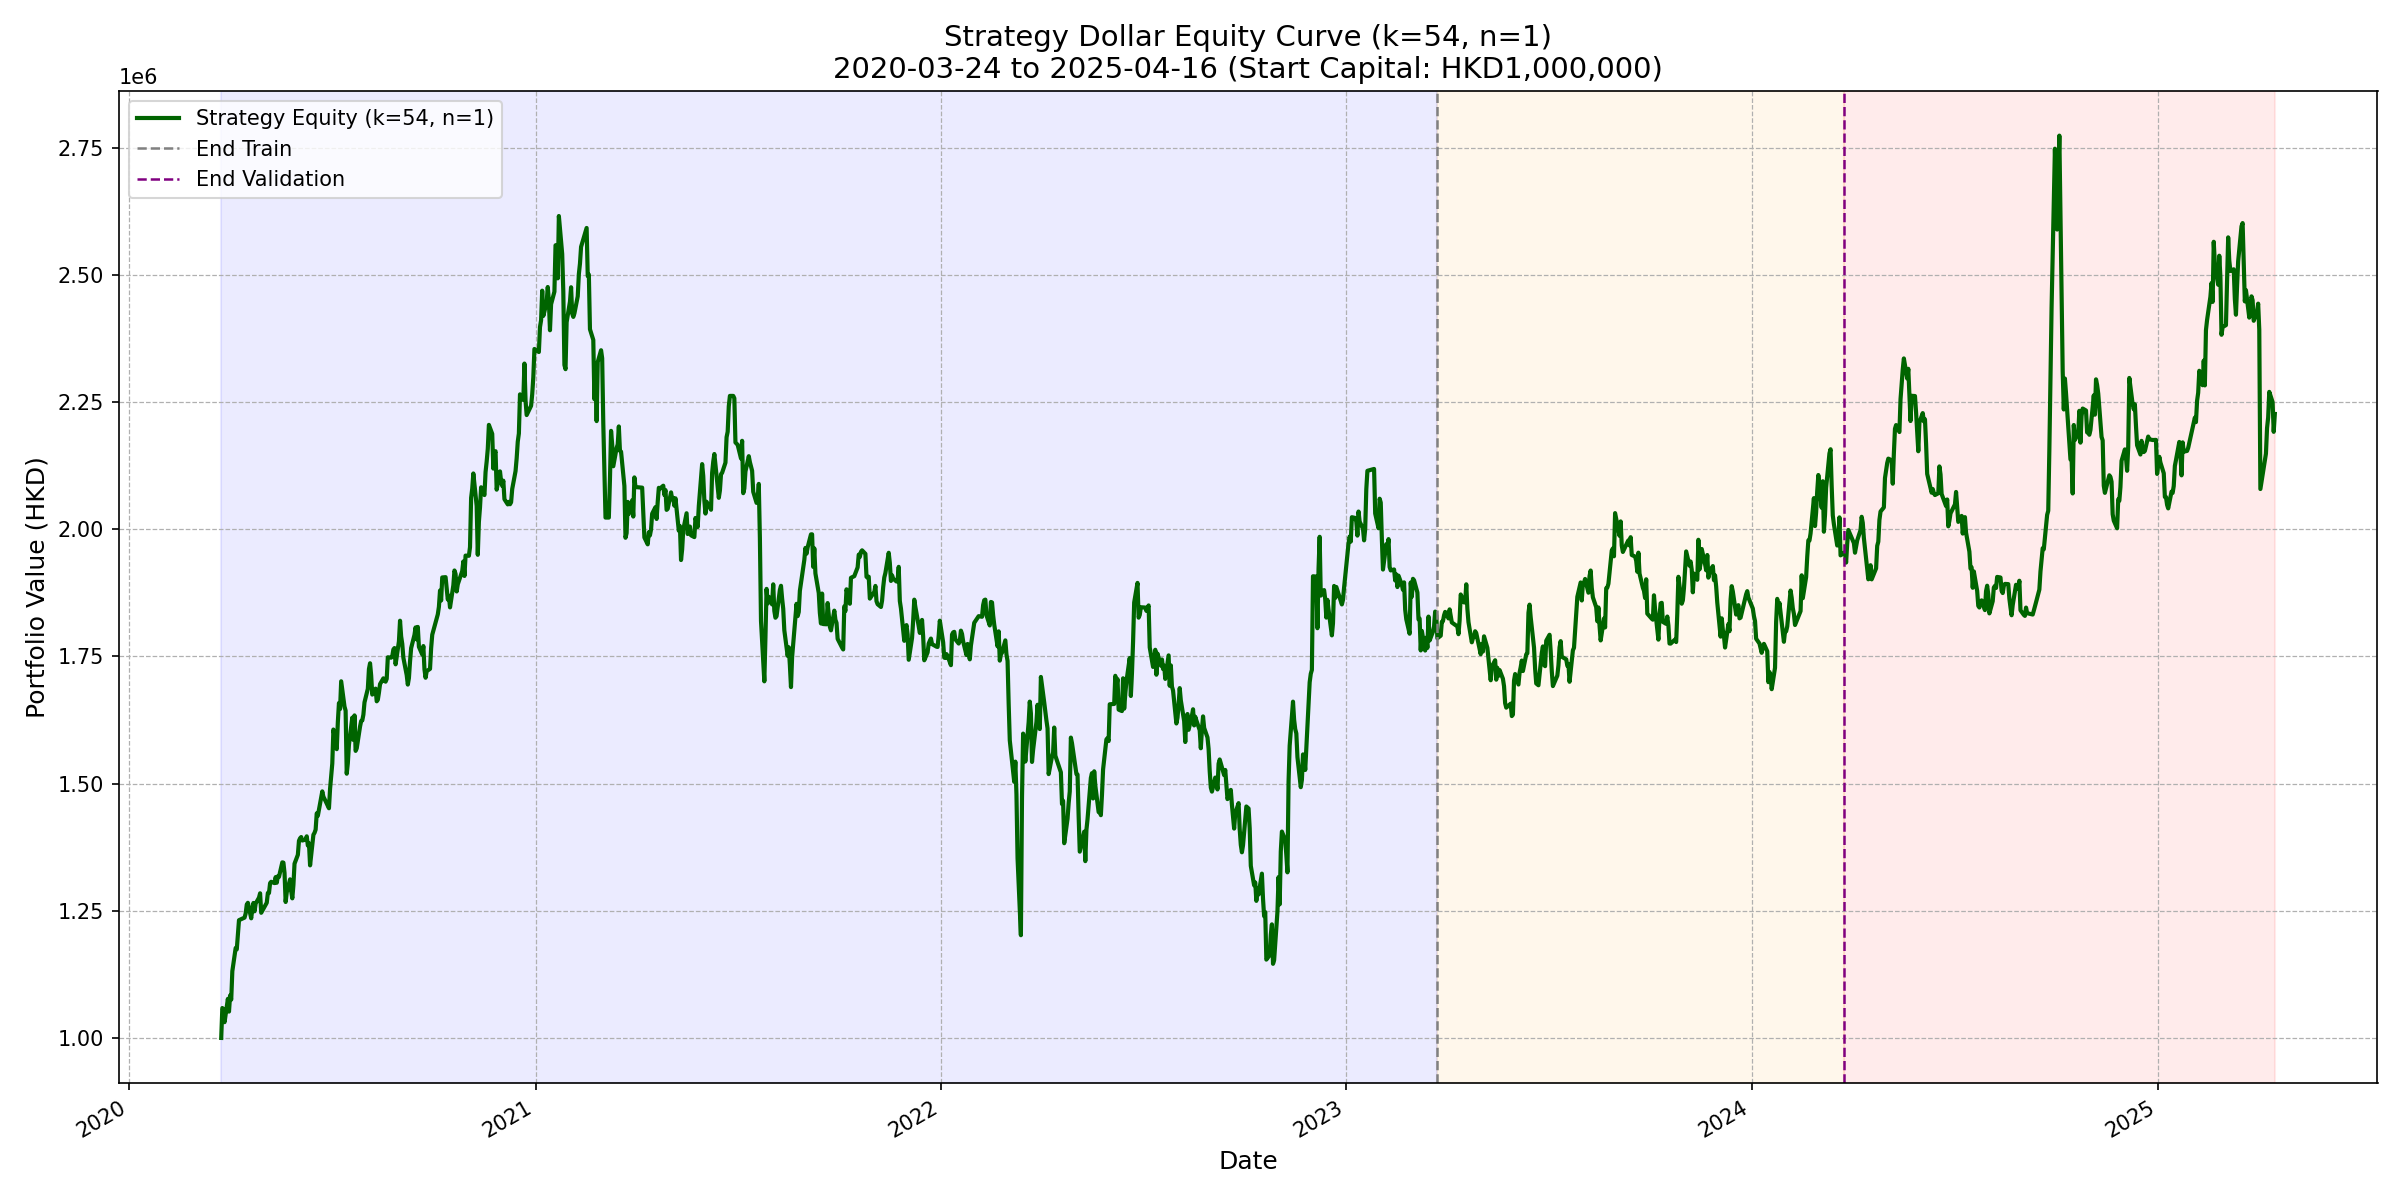 Strategy Dollar Equity Curve (k=54, n=1)
2020-03-24 to 2025-04-16 (Start Capital: HKD1,000,000)
1e6
Strategy Equity (k=54, n=1)
End Train
End Validation
2.75
2.50
2.25
2.00
1.75
1.50
1.25
1.00
Portfolio Value (HKD)
2020
2021
2022
2023
2024
2025
Date